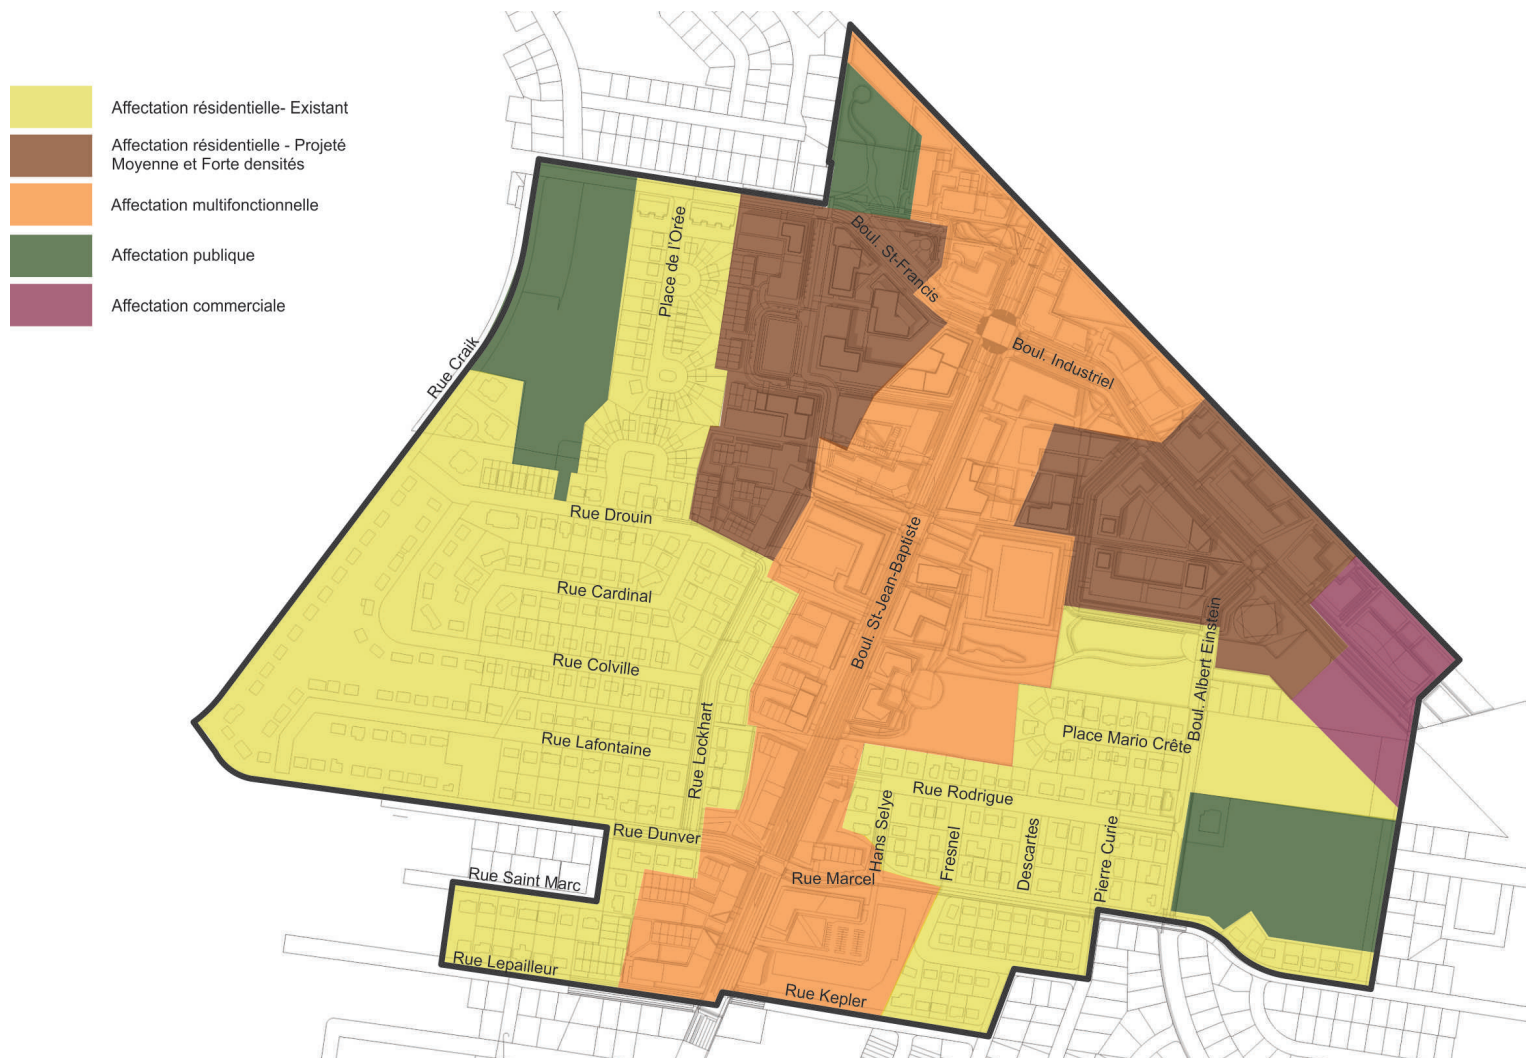 Affectation résidentielle- Existant
Affectation résidentielle - Projeté
Moyenne et Forte densités
Affectation multifonctionnelle
Affectation publique
Affectation commerciale
Place de l'Orée
Boul. St-Francis
Rue Craik
Boul. Industriel
Rue Drouin
Boul. St-Jean-Baptiste
Rue Cardinal
Boul. Albert Einstein
Rue Colville
Rue Lockhart
Rue Lafontaine
Place Mario Crête
Rue Rodrigue
Rue Dunver
Hans Selye
Fresnel
Descartes
Pierre Curie
Rue Saint Marc
Rue Marcel
Rue Lepailleur
Rue Kepler